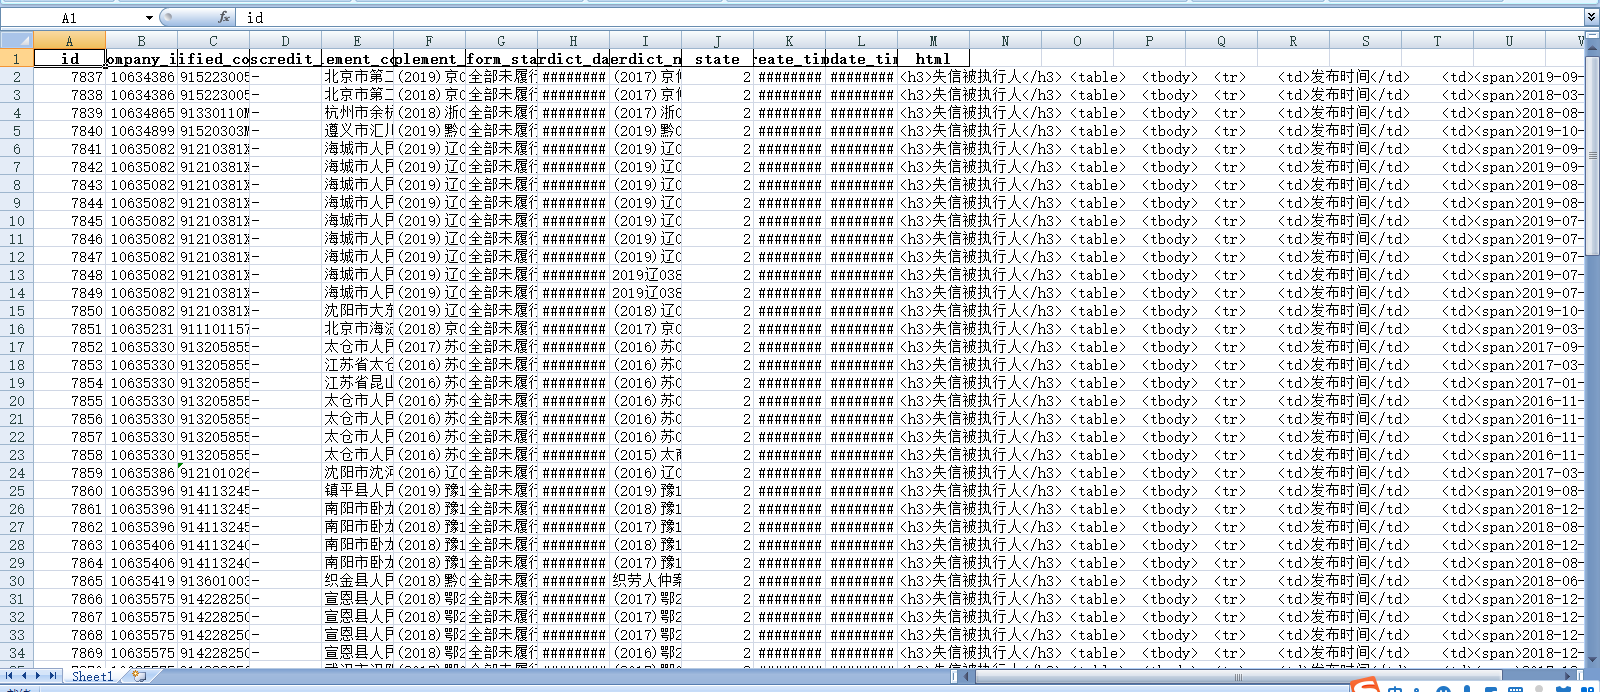 A1 fx id
A B C D E F G H I J K L M N O P Q R S T U
1 id ompany_i ified_co scredit_ ement_co plement_ form_sta rdict_da erdict_n state reate_tim pdate_tim html
2 7837 10634386 915223005 - 北京市第二 (2019)京0 全部未履行 ######## (2017)京仲 2 ######## ######## <h3>失信被执行人</h3> <table> <tbody> <tr> <td>发布时间</td> <td><span>2019-09-
3 7838 10634386 915223005 - 北京市第二 (2018)京0 全部未履行 ######## (2017)京仲 2 ######## ######## <h3>失信被执行人</h3> <table> <tbody> <tr> <td>发布时间</td> <td><span>2018-03-
4 7839 10634865 91330110M - 杭州市余杭 (2018)浙0 全部未履行 ######## (2017)浙0 2 ######## ######## <h3>失信被执行人</h3> <table> <tbody> <tr> <td>发布时间</td> <td><span>2018-08-
5 7840 10634899 91520303M - 遵义市汇川 (2019)黔0 全部未履行 ######## (2019)黔0 2 ######## ######## <h3>失信被执行人</h3> <table> <tbody> <tr> <td>发布时间</td> <td><span>2019-10-
6 7841 10635082 91210381X - 海城市人民 (2019)辽0 全部未履行 ######## (2019)辽0 2 ######## ######## <h3>失信被执行人</h3> <table> <tbody> <tr> <td>发布时间</td> <td><span>2019-09-
7 7842 10635082 91210381X - 海城市人民 (2019)辽0 全部未履行 ######## (2019)辽0 2 ######## ######## <h3>失信被执行人</h3> <table> <tbody> <tr> <td>发布时间</td> <td><span>2019-09-
8 7843 10635082 91210381X - 海城市人民 (2019)辽0 全部未履行 ######## (2019)辽0 2 ######## ######## <h3>失信被执行人</h3> <table> <tbody> <tr> <td>发布时间</td> <td><span>2019-08-
9 7844 10635082 91210381X - 海城市人民 (2019)辽0 全部未履行 ######## (2019)辽0 2 ######## ######## <h3>失信被执行人</h3> <table> <tbody> <tr> <td>发布时间</td> <td><span>2019-08-
10 7845 10635082 91210381X - 海城市人民 (2019)辽0 全部未履行 ######## (2019)辽0 2 ######## ######## <h3>失信被执行人</h3> <table> <tbody> <tr> <td>发布时间</td> <td><span>2019-07-
11 7846 10635082 91210381X - 海城市人民 (2019)辽0 全部未履行 ######## (2019)辽0 2 ######## ######## <h3>失信被执行人</h3> <table> <tbody> <tr> <td>发布时间</td> <td><span>2019-07-
12 7847 10635082 91210381X - 海城市人民 (2019)辽0 全部未履行 ######## (2019)辽0 2 ######## ######## <h3>失信被执行人</h3> <table> <tbody> <tr> <td>发布时间</td> <td><span>2019-07-
13 7848 10635082 91210381X - 海城市人民 (2019)辽0 全部未履行 ######## 2019辽038 2 ######## ######## <h3>失信被执行人</h3> <table> <tbody> <tr> <td>发布时间</td> <td><span>2019-07-
14 7849 10635082 91210381X - 海城市人民 (2019)辽0 全部未履行 ######## 2019辽038 2 ######## ######## <h3>失信被执行人</h3> <table> <tbody> <tr> <td>发布时间</td> <td><span>2019-07-
15 7850 10635082 91210381X - 沈阳市大东 (2019)辽0 全部未履行 ######## (2018)辽0 2 ######## ######## <h3>失信被执行人</h3> <table> <tbody> <tr> <td>发布时间</td> <td><span>2019-10-
16 7851 10635231 911101157 - 北京市海淀 (2018)京0 全部未履行 ######## (2017)京0 2 ######## ######## <h3>失信被执行人</h3> <table> <tbody> <tr> <td>发布时间</td> <td><span>2019-03-
17 7852 10635330 913205855 - 太仓市人民 (2017)苏0 全部未履行 ######## (2016)苏0 2 ######## ######## <h3>失信被执行人</h3> <table> <tbody> <tr> <td>发布时间</td> <td><span>2017-09-
18 7853 10635330 913205855 - 江苏省太仓 (2016)苏0 全部未履行 ######## (2016)苏0 2 ######## ######## <h3>失信被执行人</h3> <table> <tbody> <tr> <td>发布时间</td> <td><span>2017-03-
19 7854 10635330 913205855 - 江苏省昆山 (2016)苏0 全部未履行 ######## (2016)苏0 2 ######## ######## <h3>失信被执行人</h3> <table> <tbody> <tr> <td>发布时间</td> <td><span>2017-01-
20 7855 10635330 913205855 - 太仓市人民 (2016)苏0 全部未履行 ######## (2016)苏0 2 ######## ######## <h3>失信被执行人</h3> <table> <tbody> <tr> <td>发布时间</td> <td><span>2016-11-
21 7856 10635330 913205855 - 太仓市人民 (2016)苏0 全部未履行 ######## (2016)苏0 2 ######## ######## <h3>失信被执行人</h3> <table> <tbody> <tr> <td>发布时间</td> <td><span>2016-11-
22 7857 10635330 913205855 - 太仓市人民 (2016)苏0 全部未履行 ######## (2016)苏0 2 ######## ######## <h3>失信被执行人</h3> <table> <tbody> <tr> <td>发布时间</td> <td><span>2016-11-
23 7858 10635330 913205855 - 太仓市人民 (2016)苏0 全部未履行 ######## (2015)太商 2 ######## ######## <h3>失信被执行人</h3> <table> <tbody> <tr> <td>发布时间</td> <td><span>2016-11-
24 7859 10635386 912101026 - 沈阳市沈河 (2016)辽0 全部未履行 ######## (2016)辽0 2 ######## ######## <h3>失信被执行人</h3> <table> <tbody> <tr> <td>发布时间</td> <td><span>2017-03-
25 7860 10635396 914113245 - 镇平县人民 (2019)豫1 全部未履行 ######## (2019)豫1 2 ######## ######## <h3>失信被执行人</h3> <table> <tbody> <tr> <td>发布时间</td> <td><span>2019-08-
26 7861 10635396 914113245 - 南阳市卧龙 (2018)豫1 全部未履行 ######## (2018)豫1 2 ######## ######## <h3>失信被执行人</h3> <table> <tbody> <tr> <td>发布时间</td> <td><span>2018-12-
27 7862 10635396 914113245 - 南阳市卧龙 (2018)豫1 全部未履行 ######## (2017)豫1 2 ######## ######## <h3>失信被执行人</h3> <table> <tbody> <tr> <td>发布时间</td> <td><span>2018-08-
28 7863 10635406 914113240 - 南阳市卧龙 (2018)豫1 全部未履行 ######## (2018)豫1 2 ######## ######## <h3>失信被执行人</h3> <table> <tbody> <tr> <td>发布时间</td> <td><span>2018-12-
29 7864 10635406 914113240 - 南阳市卧龙 (2018)豫1 全部未履行 ######## (2017)豫1 2 ######## ######## <h3>失信被执行人</h3> <table> <tbody> <tr> <td>发布时间</td> <td><span>2018-08-
30 7865 10635419 913601003 - 织金县人民 (2018)黔0 全部未履行 ######## 织劳人仲案 2 ######## ######## <h3>失信被执行人</h3> <table> <tbody> <tr> <td>发布时间</td> <td><span>2018-06-
31 7866 10635575 914228250 - 宣恩县人民 (2018)鄂2 全部未履行 ######## (2017)鄂2 2 ######## ######## <h3>失信被执行人</h3> <table> <tbody> <tr> <td>发布时间</td> <td><span>2018-12-
32 7867 10635575 914228250 - 宣恩县人民 (2018)鄂2 全部未履行 ######## (2017)鄂2 2 ######## ######## <h3>失信被执行人</h3> <table> <tbody> <tr> <td>发布时间</td> <td><span>2018-12-
33 7868 10635575 914228250 - 宣恩县人民 (2018)鄂2 全部未履行 ######## (2017)鄂2 2 ######## ######## <h3>失信被执行人</h3> <table> <tbody> <tr> <td>发布时间</td> <td><span>2018-12-
34 7869 10635575 914228250 - 宣恩县人民 (2018)鄂2 全部未履行 ######## (2016)鄂2 2 ######## ######## <h3>失信被执行人</h3> <table> <tbody> <tr> <td>发布时间</td> <td><span>2018-12-
Sheet1